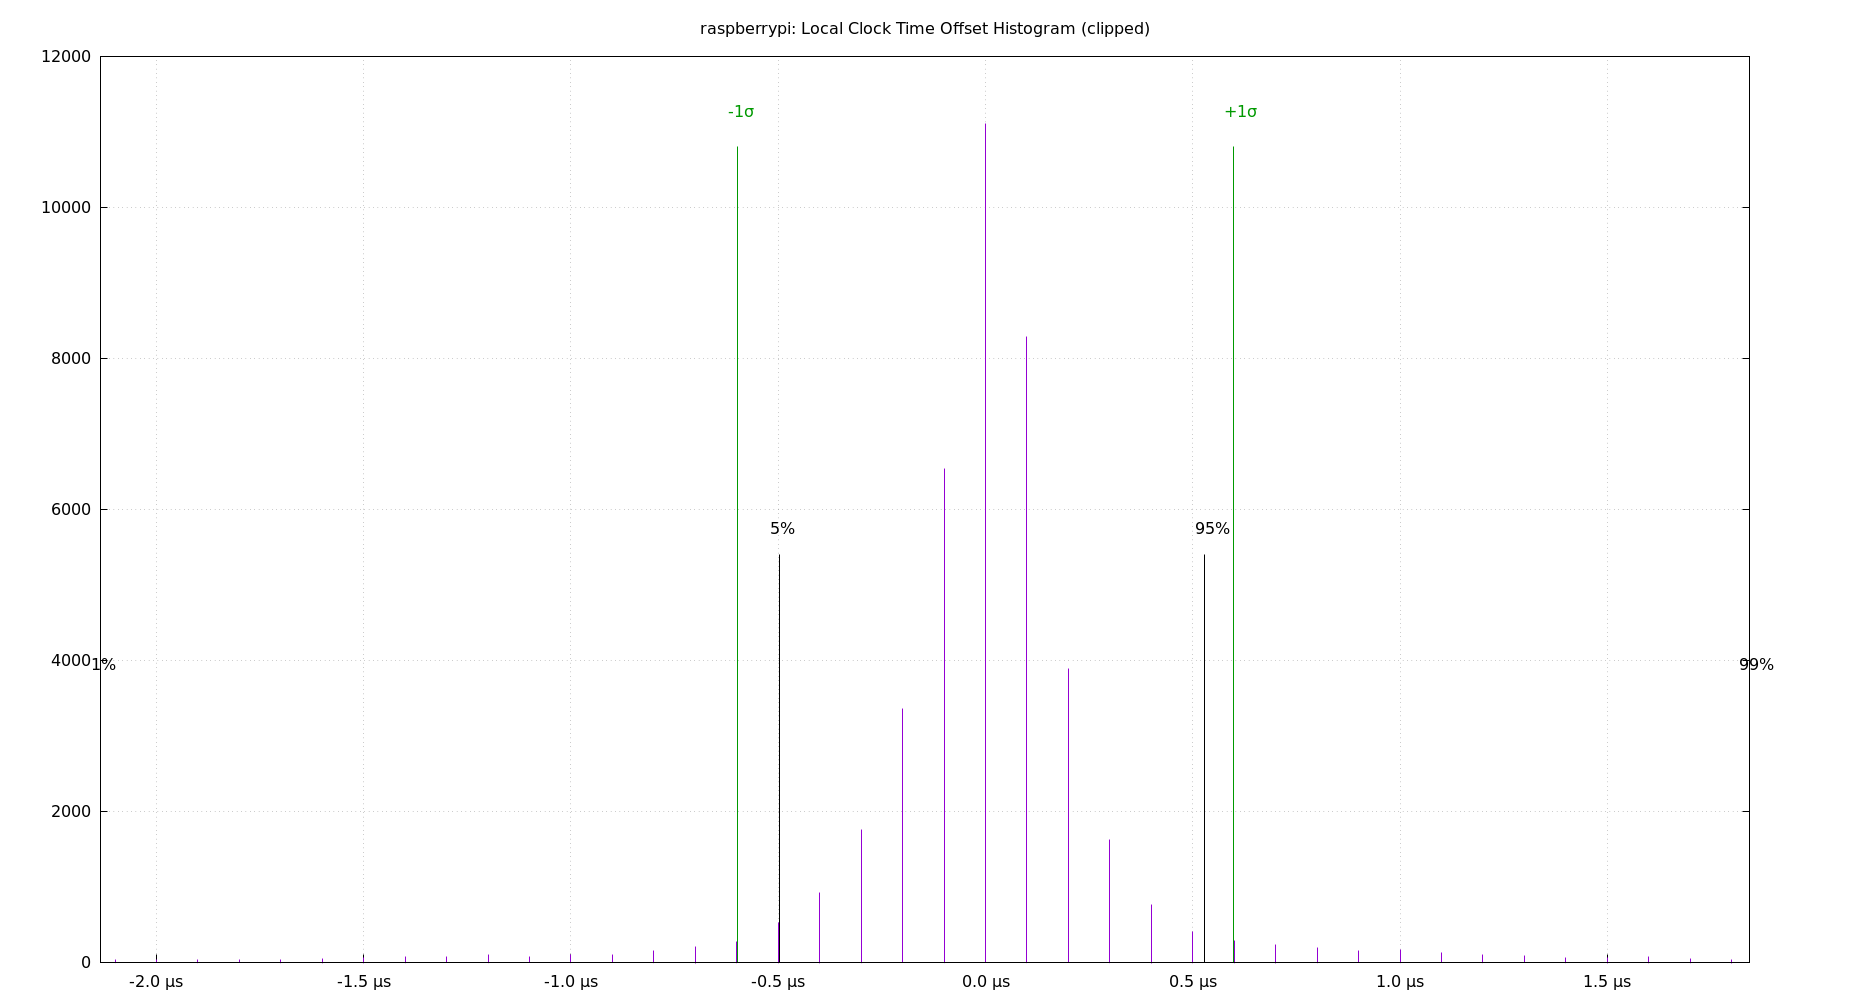 raspberrypi: Local Clock Time Offset Histogram (clipped)
12000
-1σ +1σ
10000
8000
6000
5% 95%
4000 1% 99%
2000
0
-2.0 µs -1.5 µs -1.0 µs -0.5 µs 0.0 µs 0.5 µs 1.0 µs 1.5 µs